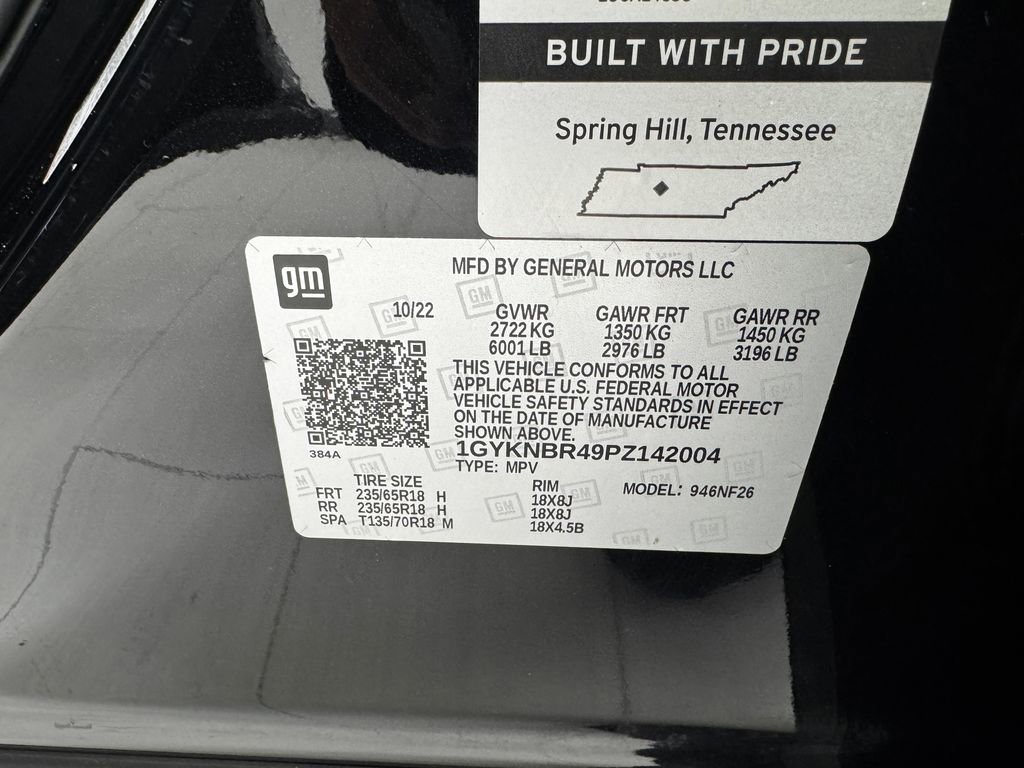 BUILT WITH PRIDE
Spring Hill, Tennessee
gm
MFD BY GENERAL MOTORS LLC
10/22 GVWR GAWR FRT GAWR RR
2722 KG 1350 KG 1450 KG
6001 LB 2976 LB 3196 LB
THIS VEHICLE CONFORMS TO ALL
APPLICABLE U.S. FEDERAL MOTOR
VEHICLE SAFETY STANDARDS IN EFFECT
ON THE DATE OF MANUFACTURE
SHOWN ABOVE.
384A
1GYKNBR49PZ142004
TYPE: MPV
TIRE SIZE RIM MODEL: 946NF26
FRT 235/65R18 H 18X8J
RR 235/65R18 H 18X8J
SPA T135/70R18 M 18X4.5B